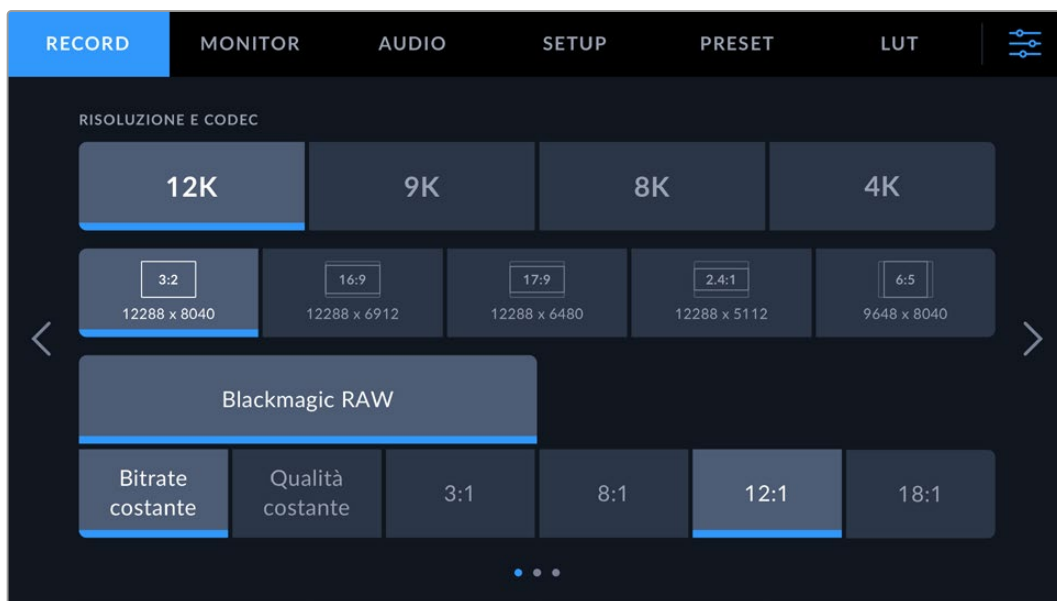 RECORD MONITOR AUDIO SETUP PRESET LUT
RISOLUZIONE E CODEC
12K 9K 8K 4K
3:2 16:9 17:9 2.4:1 6:5
12288 x 8040 12288 x 6912 12288 x 6480 12288 x 5112 9648 x 8040
Blackmagic RAW
Bitrate costante Qualità costante 3:1 8:1 12:1 18:1